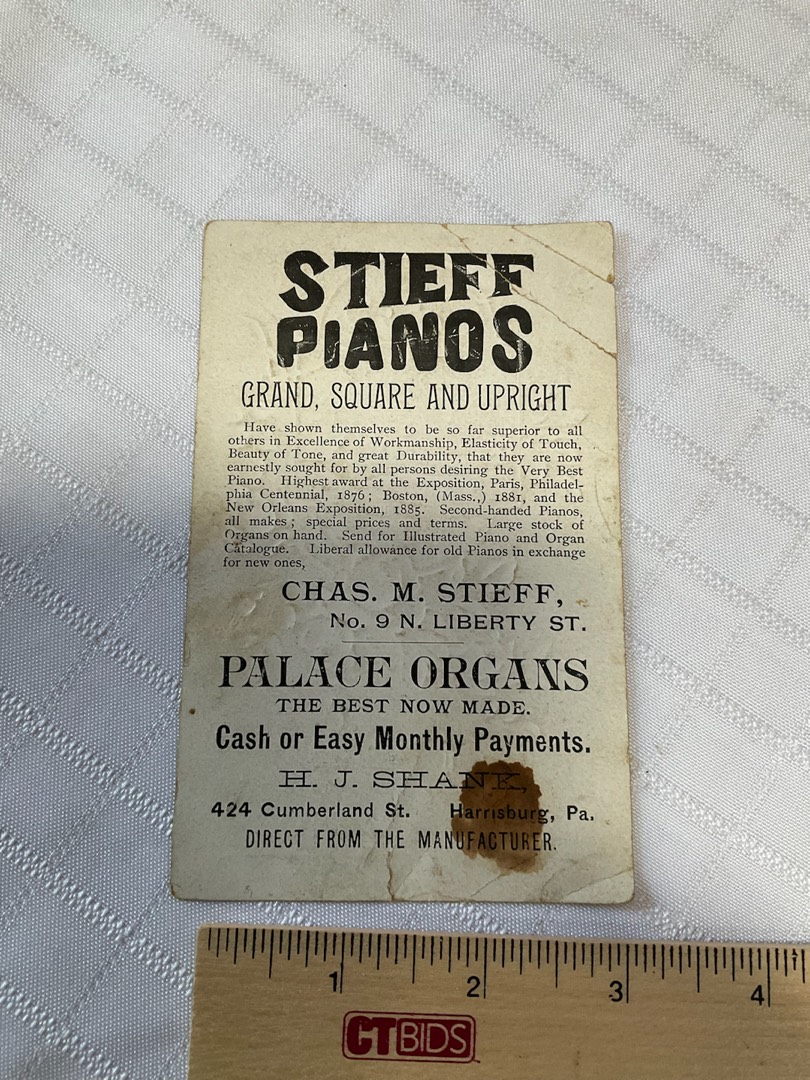 STIEFF
PIANOS
GRAND, SQUARE AND UPRIGHT
Have shown themselves to be so far superior to all
others in Excellence of Workmanship, Elasticity of Touch,
Beauty of Tone, and great Durability, that they are now
earnestly sought for by all persons desiring the Very Best
Piano. Highest award at the Exposition, Paris, Philadel-
phia Centennial, 1876; Boston, (Mass.,) 1881, and the
New Orleans Exposition, 1885. Second-handed Pianos,
all makes; special prices and terms. Large stock of
Organs on hand. Send for Illustrated Piano and Organ
Catalogue. Liberal allowance for old Pianos in exchange
for new ones,
CHAS. M. STIEFF,
No. 9 N. LIBERTY ST.
PALACE ORGANS
THE BEST NOW MADE.
Cash or Easy Monthly Payments.
H. J. SHANK,
424 Cumberland St. Harrisburg, Pa.
DIRECT FROM THE MANUFACTURER.
1 2 3 4
CTBIDS